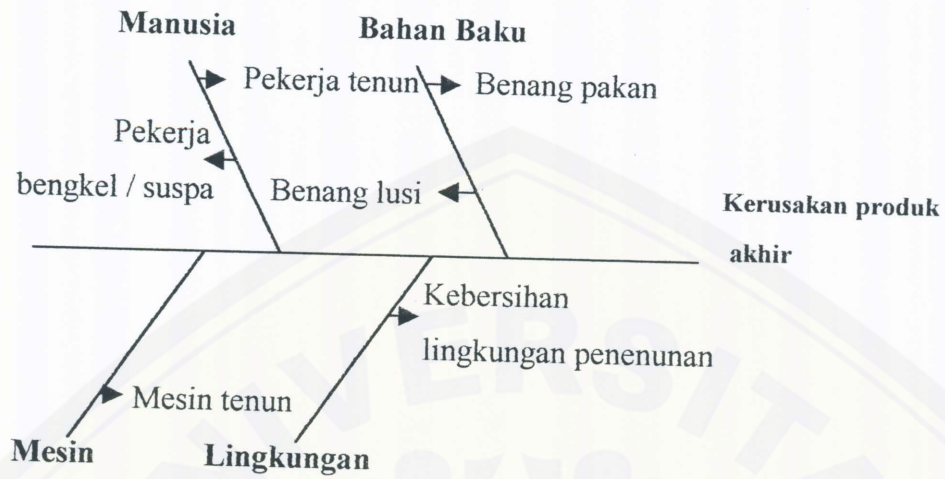 Manusia
Bahan Baku
Pekerja tenun
Benang pakan
Pekerja
bengkel / suspa
Benang lusi
Kerusakan produk
akhir
Kebersihan
lingkungan penenunan
Mesin tenun
Mesin
Lingkungan